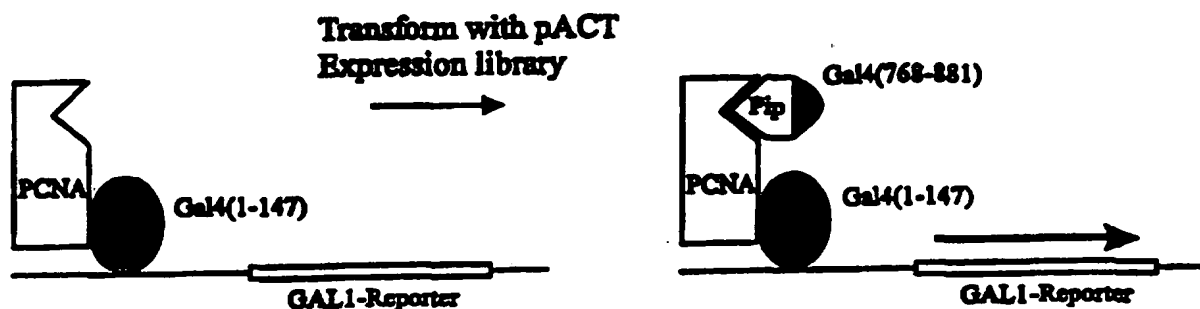 Transform with pACT
Expression library
PCNA
Gal4(1-147)
GAL1-Reporter
Gal4(768-881)
Pip
PCNA
Gal4(1-147)
GAL1-Reporter